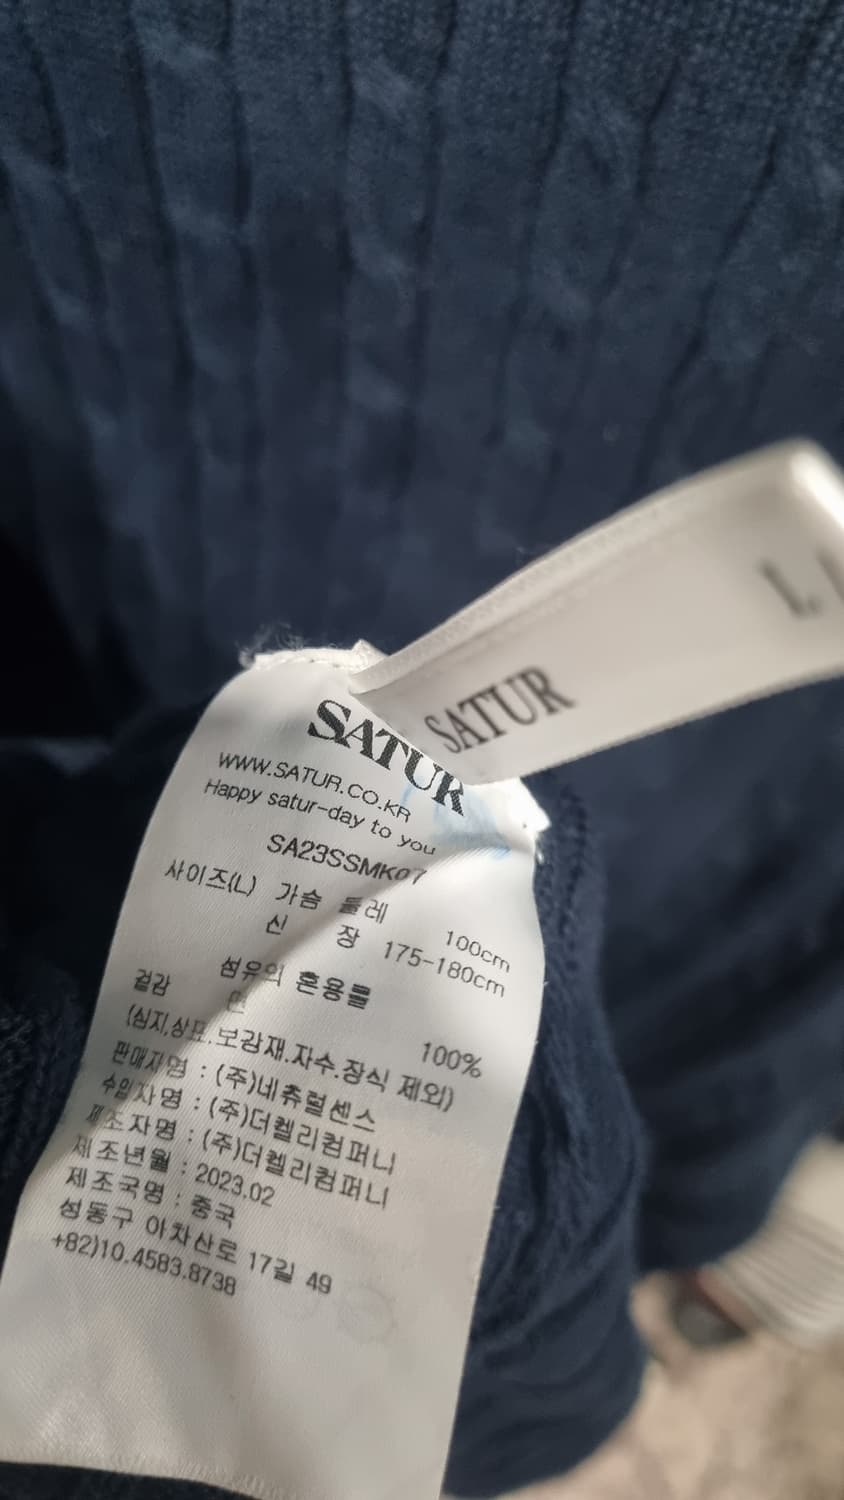 SATUR
L
SATUR
WWW.SATUR.CO.KR
Happy satur-day to you
SA23SSMK07
사이즈(L) 가슴 둘레 100cm
신 장 175-180cm
섬유의 혼용률
겉감 면 100%
(심지,상표.보강재.자수.장식 제외)
판매자명 : (주)네츄럴센스
수입자명 : (주)더켈리컴퍼니
제조자명 : (주)더켈리컴퍼니
제조년월 : 2023.02
제조국명 : 중국
성동구 아차산로 17길 49
+82)10.4583.8738